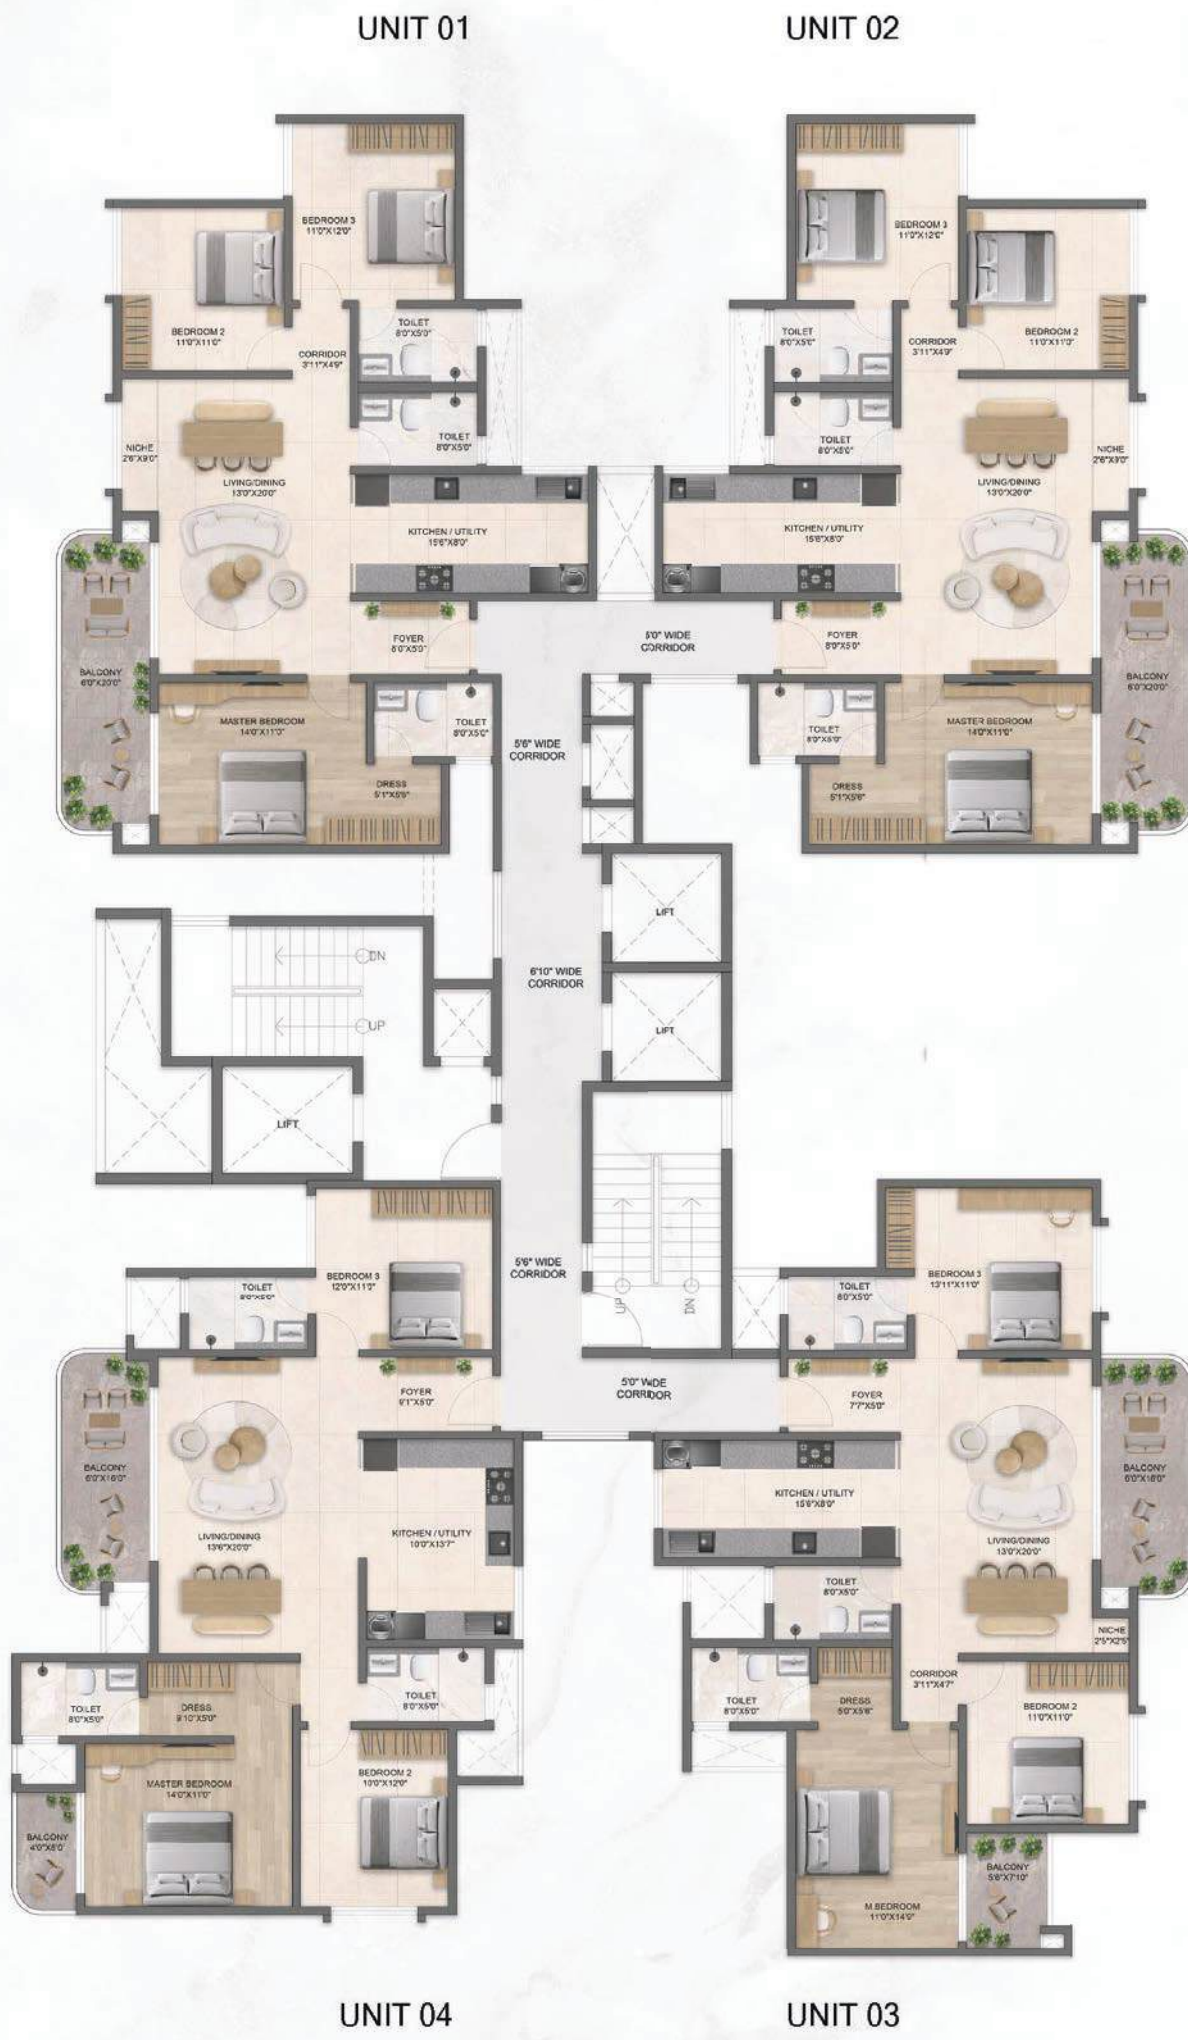 UNIT 01
UNIT 02
BEDROOM 3
11'0"X12'0"
BEDROOM 2
11'0"X11'0"
TOILET
8'0"X5'0"
CORRIDOR
3'11"X4'9"
NICHE
2'6"X9'0"
TOILET
8'0"X5'0"
LIVING/DINING
13'0"X20'0"
KITCHEN / UTILITY
15'6"X8'0"
FOYER
8'0"X5'0"
BALCONY
6'0"X20'0"
MASTER BEDROOM
14'0"X11'0"
TOILET
8'0"X5'0"
DRESS
5'1"X5'6"
BEDROOM 3
11'0"X12'0"
BEDROOM 2
11'0"X11'0"
TOILET
8'0"X5'0"
CORRIDOR
3'11"X4'9"
TOILET
8'0"X5'0"
NICHE
2'6"X9'0"
LIVING/DINING
13'0"X20'0"
KITCHEN / UTILITY
15'6"X8'0"
FOYER
8'0"X5'0"
BALCONY
6'0"X20'0"
MASTER BEDROOM
14'0"X11'0"
TOILET
8'0"X5'0"
DRESS
5'1"X5'6"
5'0" WIDE
CORRIDOR
5'6" WIDE
CORRIDOR
LIFT
6'10" WIDE
CORRIDOR
LIFT
DN
UP
LIFT
5'6" WIDE
CORRIDOR
UP
DN
5'0" WIDE
CORRIDOR
BEDROOM 3
12'0"X11'0"
TOILET
8'0"X5'0"
FOYER
9'1"X5'0"
BALCONY
6'0"X16'0"
LIVING/DINING
13'6"X20'0"
KITCHEN / UTILITY
10'0"X13'7"
TOILET
8'0"X5'0"
DRESS
9'10"X5'0"
TOILET
8'0"X5'0"
MASTER BEDROOM
14'0"X11'0"
BEDROOM 2
10'0"X12'0"
BALCONY
4'0"X8'0"
BEDROOM 3
13'11"X11'0"
TOILET
8'0"X5'0"
FOYER
7'7"X5'0"
BALCONY
6'0"X16'0"
KITCHEN / UTILITY
15'6"X8'0"
LIVING/DINING
13'0"X20'0"
TOILET
8'0"X5'0"
NICHE
2'5"X2'5"
CORRIDOR
3'11"X4'7"
TOILET
8'0"X5'0"
DRESS
5'0"X5'6"
BEDROOM 2
11'0"X11'0"
BALCONY
5'6"X7'10"
M.BEDROOM
11'0"X14'0"
UNIT 04
UNIT 03